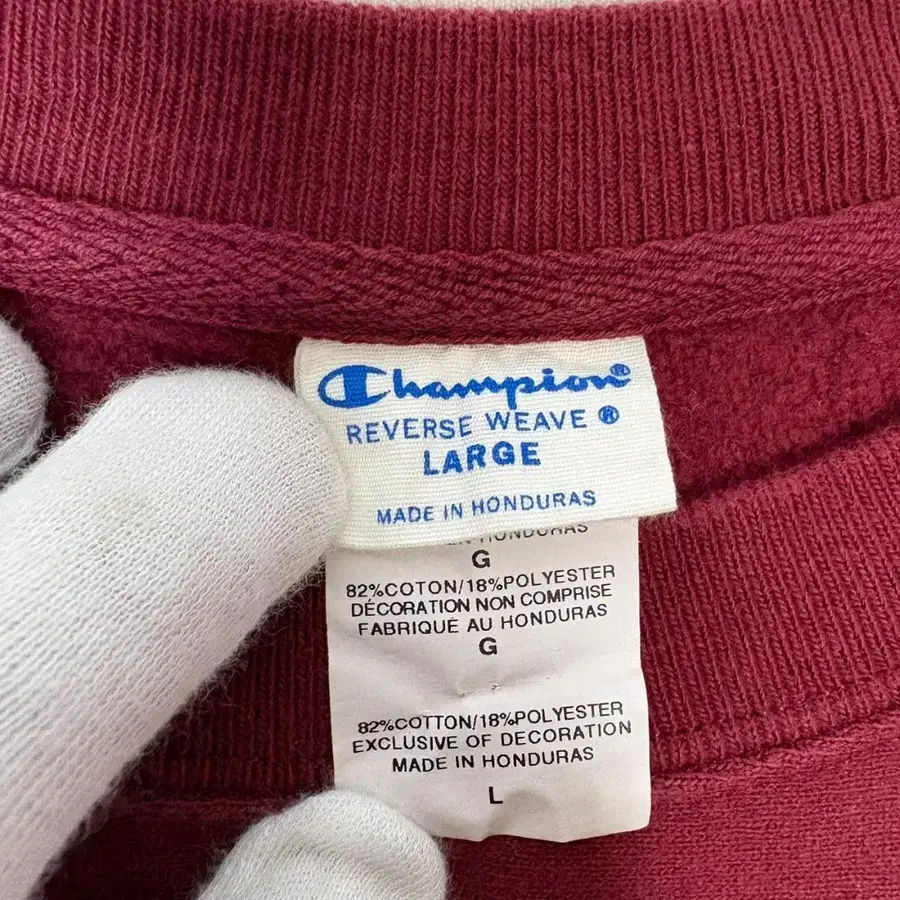 Champion®
REVERSE WEAVE ®
LARGE
MADE IN HONDURAS
HONDURAS
G
82%COTON/18%POLYESTER
DÉCORATION NON COMPRISE
FABRIQUÉ AU HONDURAS
G
82%COTTON/18%POLYESTER
EXCLUSIVE OF DECORATION
MADE IN HONDURAS
L